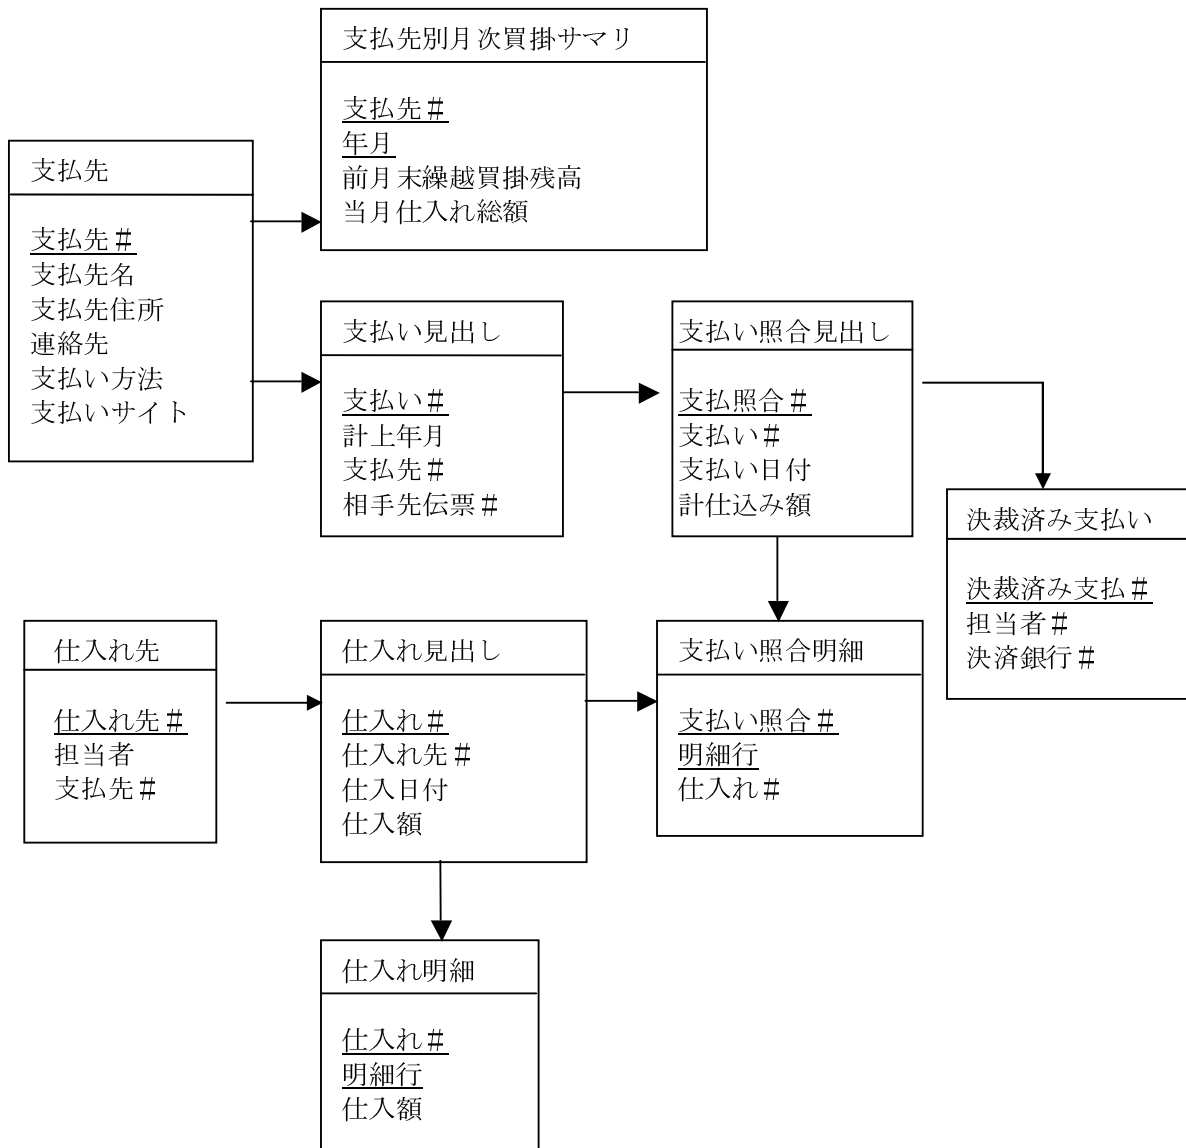 支払先別月次買掛サマリ
支払先＃
年月
前月末繰越買掛残高
当月仕入れ総額
支払先
支払先＃
支払先名
支払先住所
連絡先
支払い方法
支払いサイト
支払い見出し
支払い＃
計上年月
支払先＃
相手先伝票＃
支払い照合見出し
支払照合＃
支払い＃
支払い日付
計仕込み額
決裁済み支払い
決裁済み支払＃
担当者＃
決済銀行＃
仕入れ先
仕入れ先＃
担当者
支払先＃
仕入れ見出し
仕入れ＃
仕入れ先＃
仕入日付
仕入額
支払い照合明細
支払い照合＃
明細行
仕入れ＃
仕入れ明細
仕入れ＃
明細行
仕入額